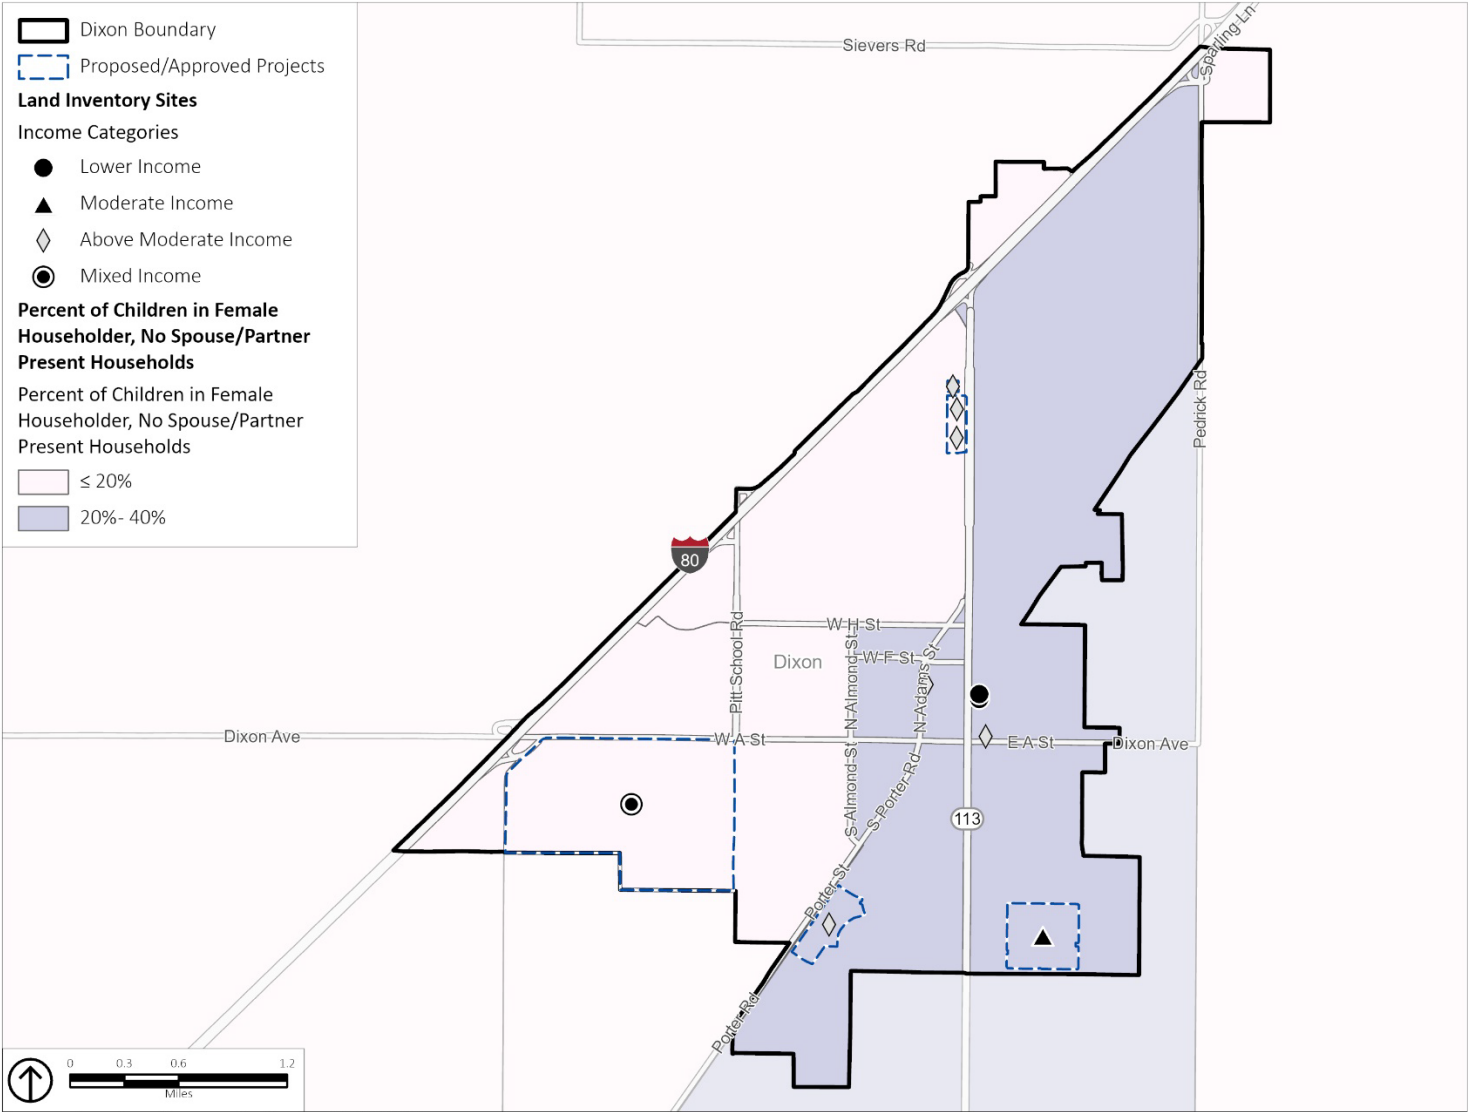 Dixon Boundary
Proposed/Approved Projects
Land Inventory Sites
Income Categories
Lower Income
Moderate Income
Above Moderate Income
Mixed Income
Percent of Children in Female
Householder, No Spouse/Partner
Present Households
Percent of Children in Female
Householder, No Spouse/Partner
Present Households
≤ 20%
20%- 40%
Sievers Rd
Sparling Ln
Pedrick Rd
80
Pitt School Rd
W H St
Dixon
N Almond St
W F St
N Adams St
Dixon Ave
W A St
E A St
Dixon Ave
S Almond St
S Porter Rd
113
Porter St
Porter Rd
0 0.3 0.6 1.2
Miles